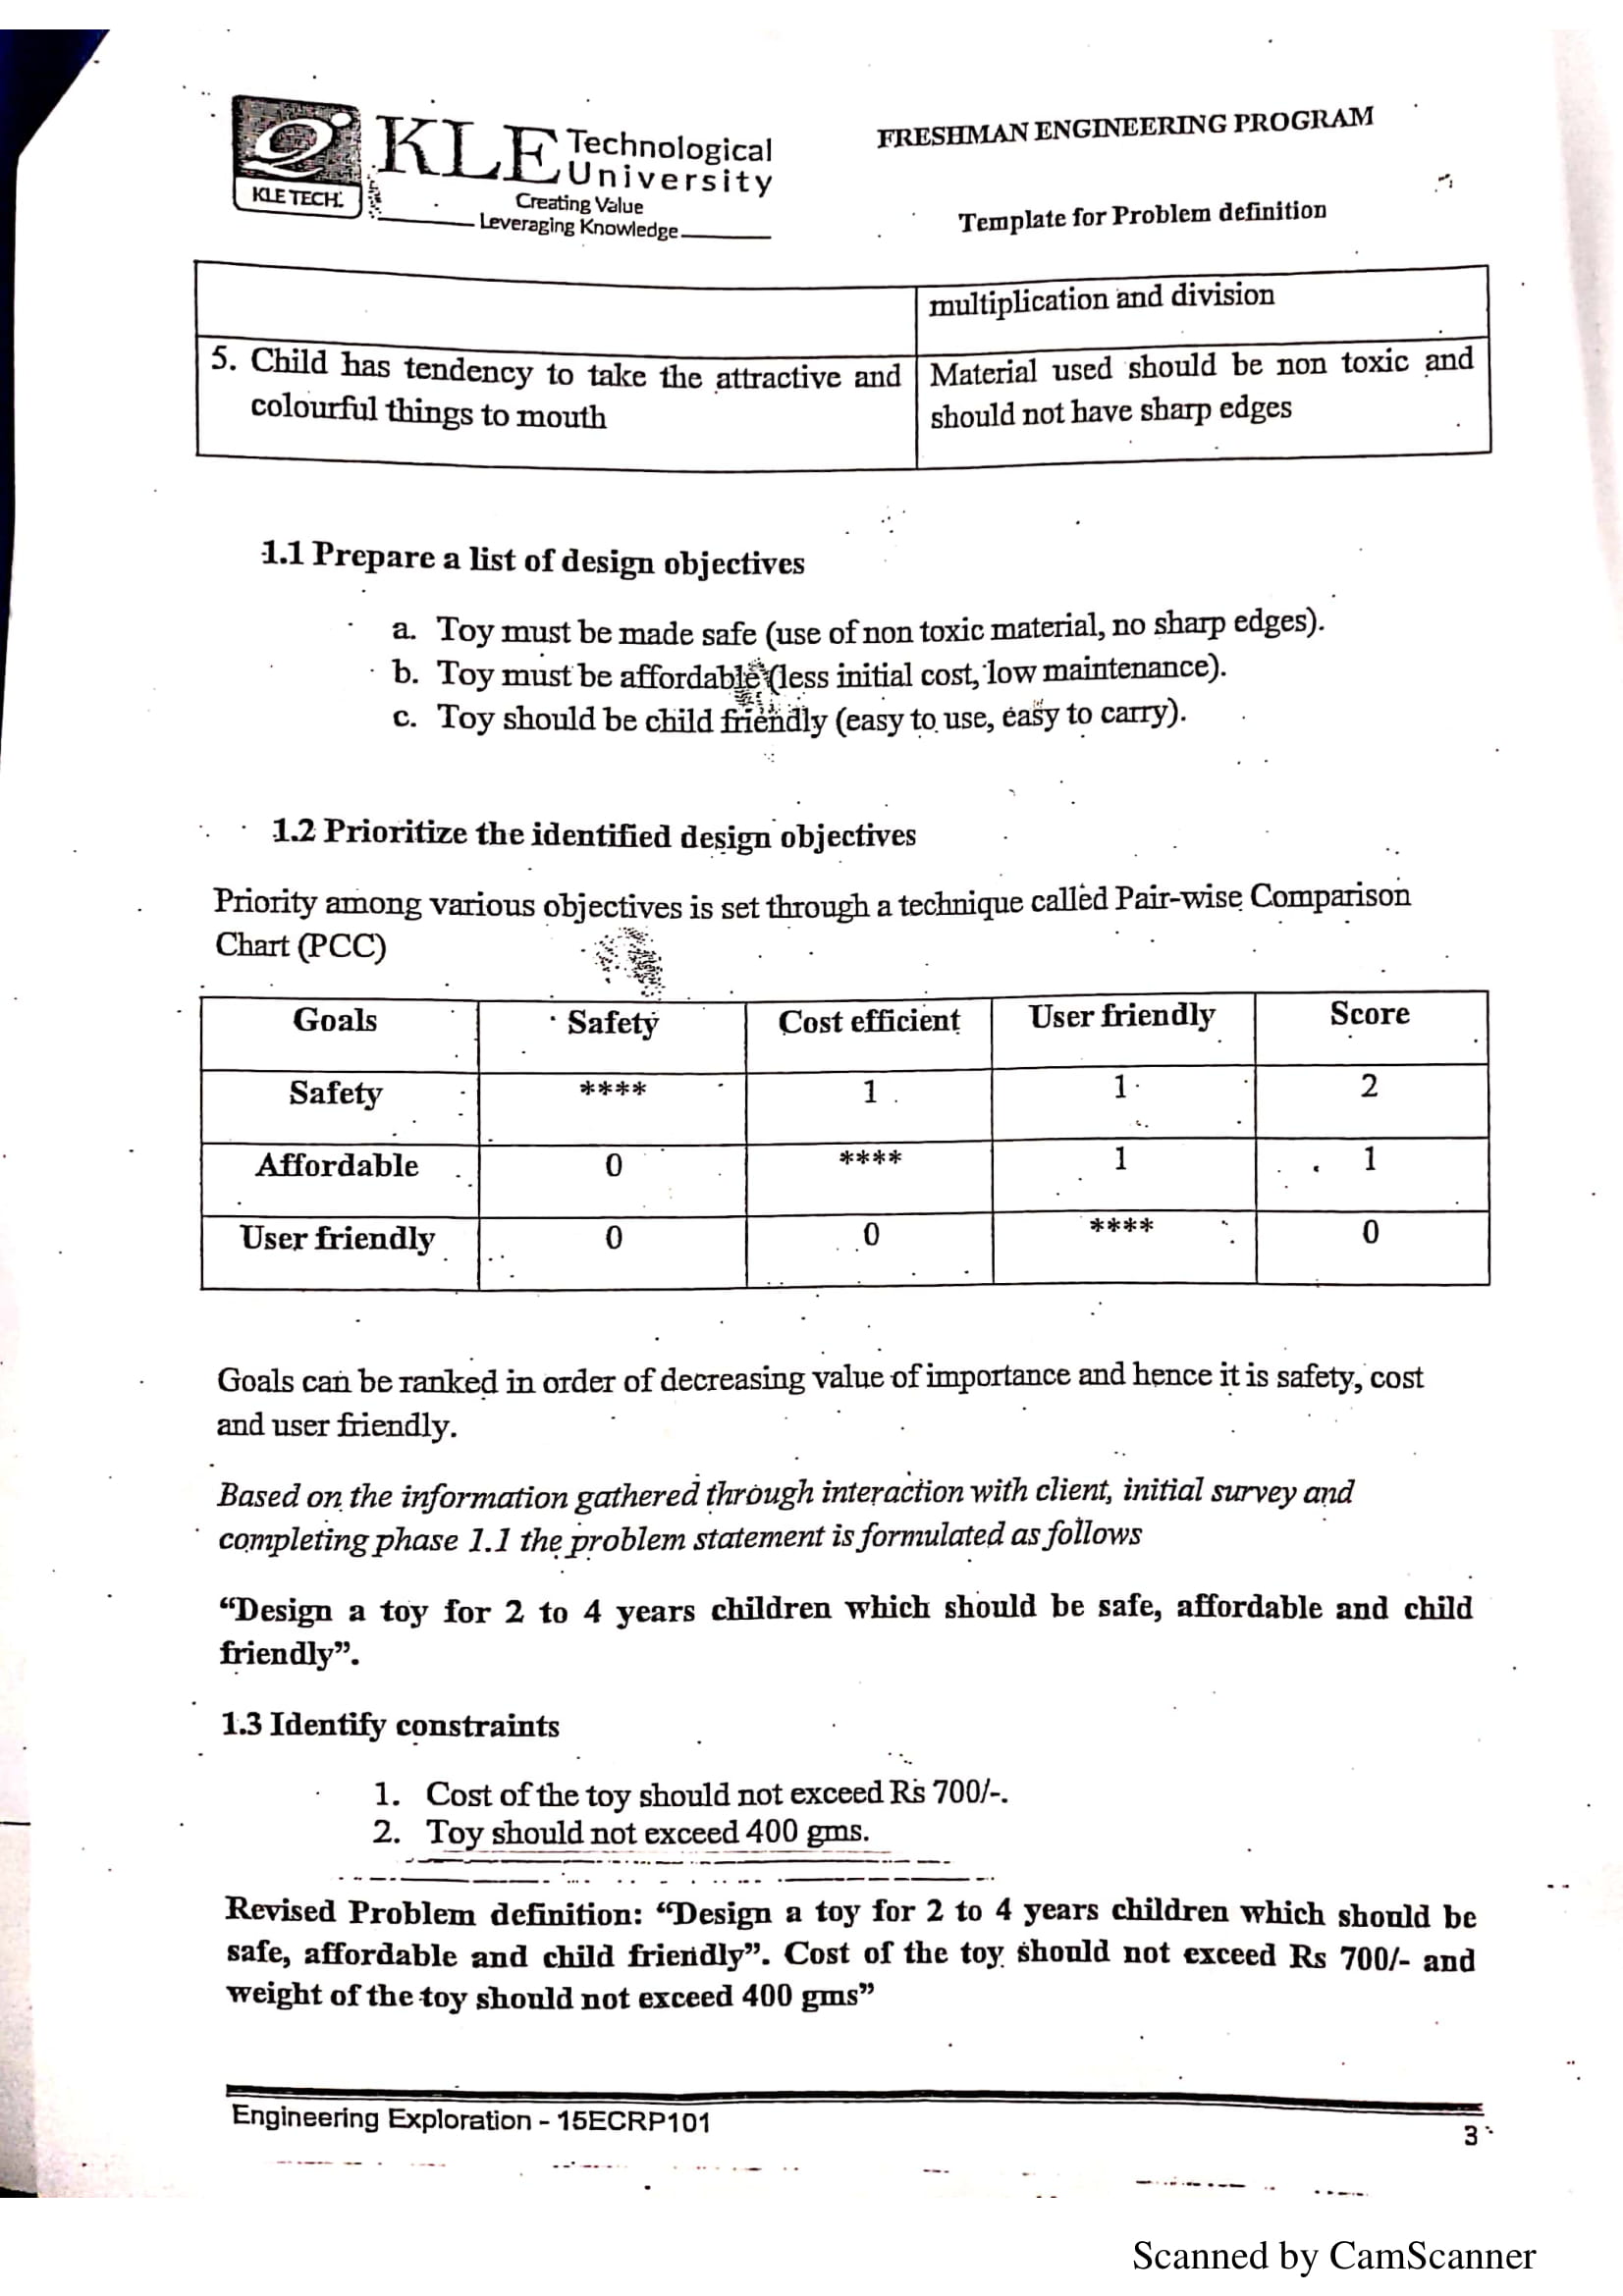 KLE Technological
University
KLE TECH.
Creating Value
Leveraging Knowledge
FRESHMAN ENGINEERING PROGRAM
Template for Problem definition
multiplication and division
5. Child has tendency to take the attractive and
colourful things to mouth
Material used should be non toxic and
should not have sharp edges
1.1 Prepare a list of design objectives
a. Toy must be made safe (use of non toxic material, no sharp edges).
b. Toy must be affordable (less initial cost, low maintenance).
c. Toy should be child friendly (easy to use, easy to carry).
1.2 Prioritize the identified design objectives
Priority among various objectives is set through a technique called Pair-wise Comparison
Chart (PCC)
Goals Safety Cost efficient User friendly Score
Safety **** 1 1 2
Affordable 0 **** 1 1
User friendly 0 0 **** 0
Goals can be ranked in order of decreasing value of importance and hence it is safety, cost
and user friendly.
Based on the information gathered through interaction with client, initial survey and
completing phase 1.1 the problem statement is formulated as follows
“Design a toy for 2 to 4 years children which should be safe, affordable and child
friendly”.
1.3 Identify constraints
1. Cost of the toy should not exceed Rs 700/-.
2. Toy should not exceed 400 gms.
Revised Problem definition: “Design a toy for 2 to 4 years children which should be
safe, affordable and child friendly”. Cost of the toy should not exceed Rs 700/- and
weight of the toy should not exceed 400 gms”
Engineering Exploration - 15ECRP101
3
Scanned by CamScanner